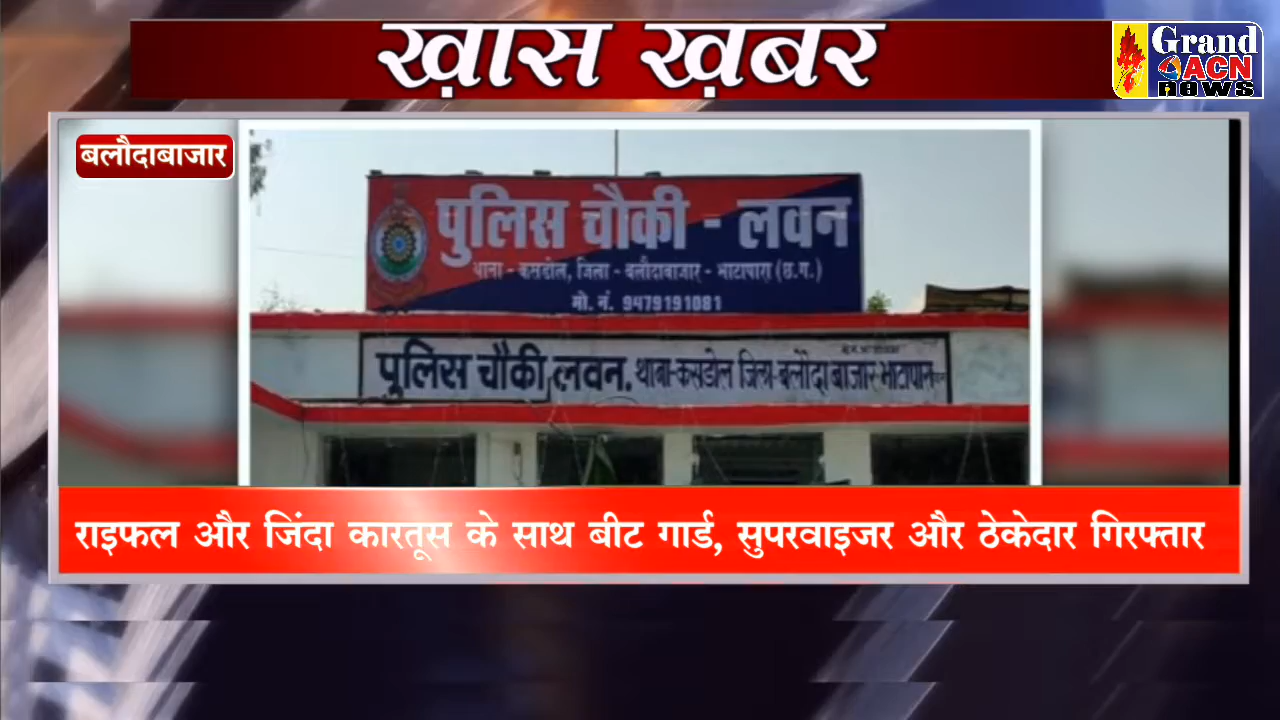 ख़ास ख़बर
Grand
ACN
news
बलौदाबाजार
पुलिस चौकी - लवन
थाना - कसडोल, जिला - बलौदाबाजार - भाटापारा (छ.ग.)
मो. नं. 9479191081
पुलिस चौकी, लवन. थाना-कसडोल जिला-बलौदा बाजार भाटापारा
राइफल और जिंदा कारतूस के साथ बीट गार्ड, सुपरवाइजर और ठेकेदार गिरफ्तार